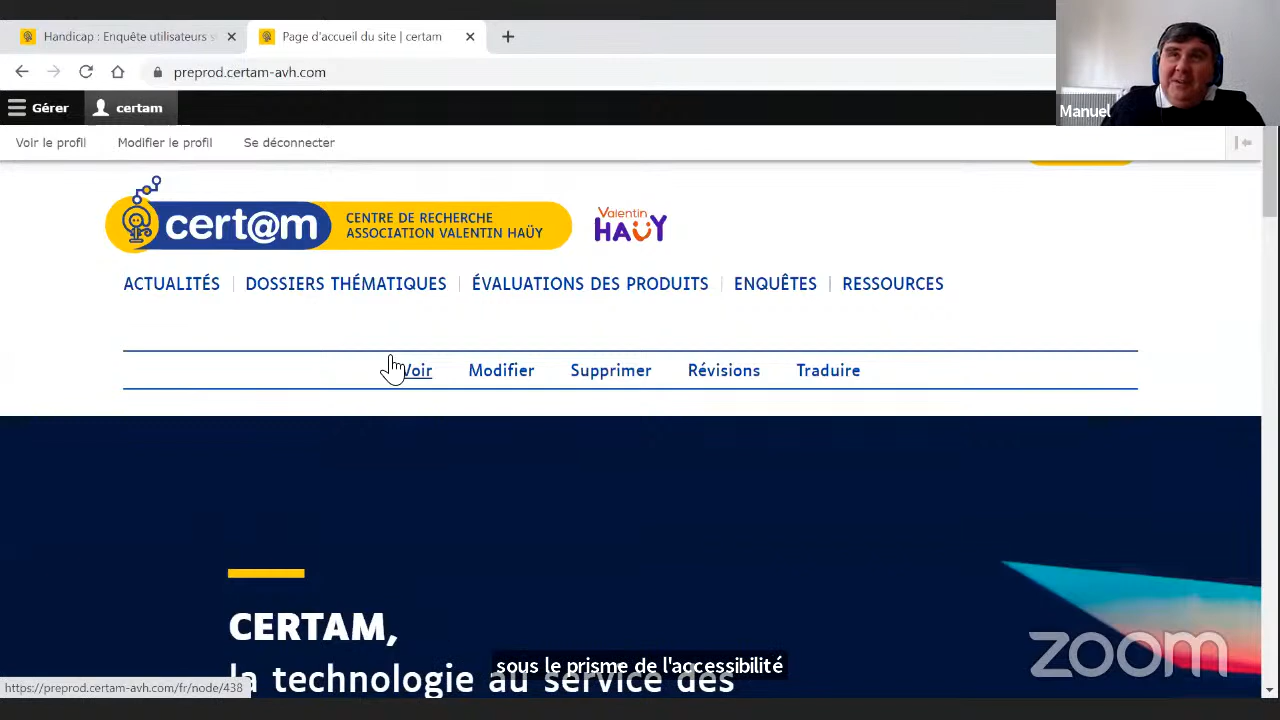 Handicap : Enquête utilisateurs s
Page d'accueil du site | certam
preprod.certam-avh.com
Gérer
certam
Manuel
Voir le profil
Modifier le profil
Se déconnecter
cert@m
CENTRE DE RECHERCHE
ASSOCIATION VALENTIN HAÜY
Valentin
HAÜY
ACTUALITÉS
DOSSIERS THÉMATIQUES
ÉVALUATIONS DES PRODUITS
ENQUÊTES
RESSOURCES
Voir
Modifier
Supprimer
Révisions
Traduire
CERTAM,
la technologie au service des
sous le prisme de l'accessibilité
zoom
https://preprod.certam-avh.com/fr/node/438